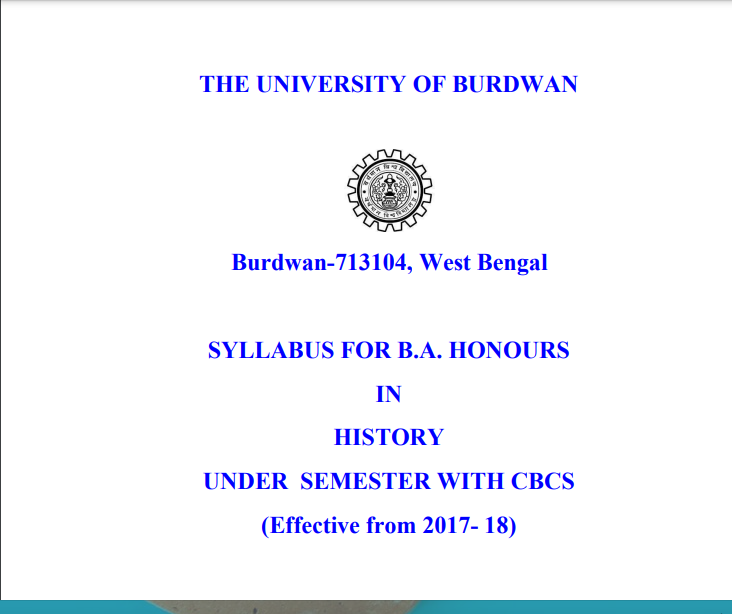 THE UNIVERSITY OF BURDWAN
Burdwan-713104, West Bengal
SYLLABUS FOR B.A. HONOURS
IN
HISTORY
UNDER SEMESTER WITH CBCS
(Effective from 2017- 18)